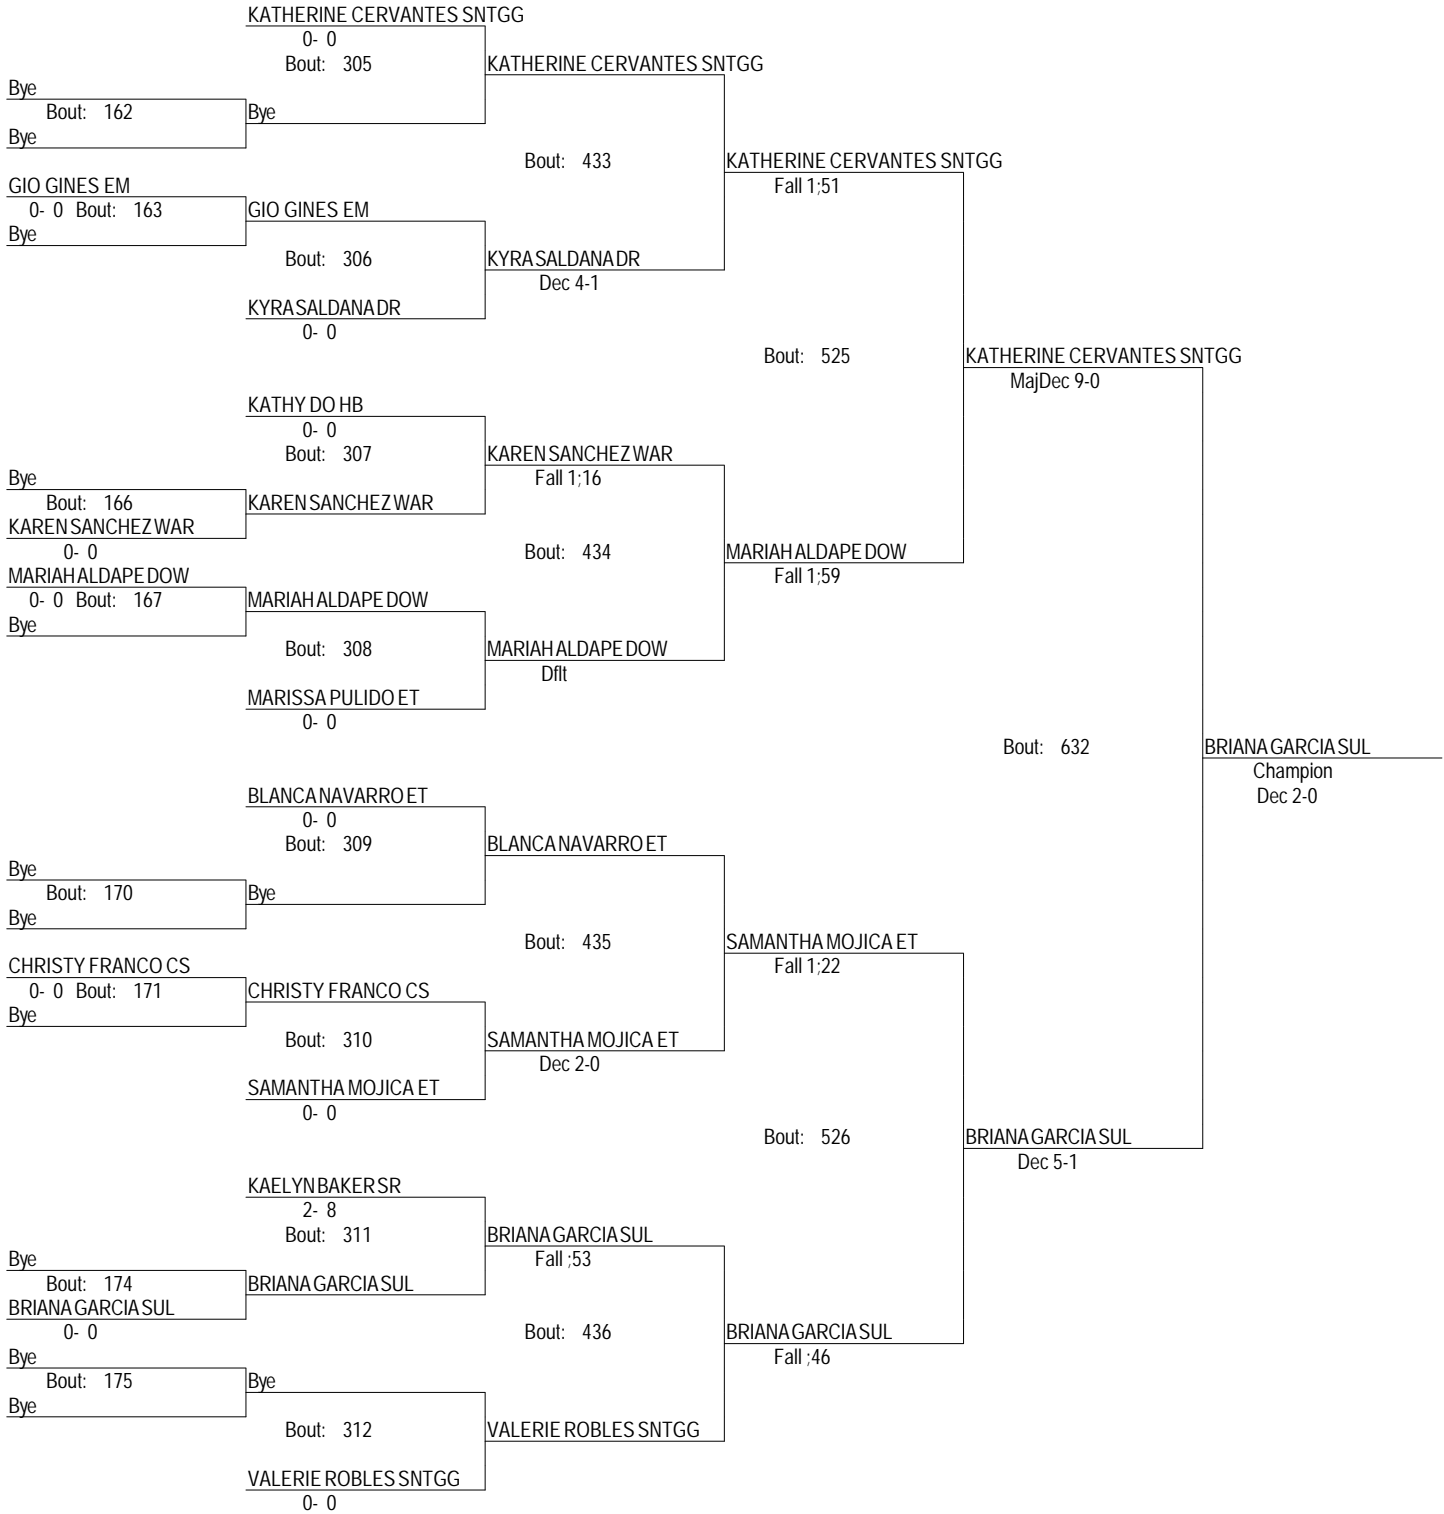 KATHERINE CERVANTES SNTGG
0- 0
Bout: 305
KATHERINE CERVANTES SNTGG
Bye
Bout: 162
Bye
Bye
Bout: 433
KATHERINE CERVANTES SNTGG
Fall 1;51
GIO GINES EM
0- 0 Bout: 163
GIO GINES EM
Bye
Bout: 306
KYRA SALDANA DR
Dec 4-1
KYRA SALDANA DR
0- 0
Bout: 525
KATHERINE CERVANTES SNTGG
MajDec 9-0
KATHY DO HB
0- 0
Bout: 307
KAREN SANCHEZ WAR
Fall 1;16
Bye
Bout: 166
KAREN SANCHEZ WAR
KAREN SANCHEZ WAR
0- 0
Bout: 434
MARIAH ALDAPE DOW
Fall 1;59
MARIAH ALDAPE DOW
0- 0 Bout: 167
MARIAH ALDAPE DOW
Bye
Bout: 308
MARIAH ALDAPE DOW
Dflt
MARISSA PULIDO ET
0- 0
Bout: 632
BRIANA GARCIA SUL
Champion
Dec 2-0
BLANCA NAVARRO ET
0- 0
Bout: 309
BLANCA NAVARRO ET
Bye
Bout: 170
Bye
Bye
Bout: 435
SAMANTHA MOJICA ET
Fall 1;22
CHRISTY FRANCO CS
0- 0 Bout: 171
CHRISTY FRANCO CS
Bye
Bout: 310
SAMANTHA MOJICA ET
Dec 2-0
SAMANTHA MOJICA ET
0- 0
Bout: 526
BRIANA GARCIA SUL
Dec 5-1
KAELYN BAKER SR
2- 8
Bout: 311
BRIANA GARCIA SUL
Fall ;53
Bye
Bout: 174
BRIANA GARCIA SUL
BRIANA GARCIA SUL
0- 0
Bout: 436
BRIANA GARCIA SUL
Fall ;46
Bye
Bout: 175
Bye
Bye
Bout: 312
VALERIE ROBLES SNTGG
VALERIE ROBLES SNTGG
0- 0